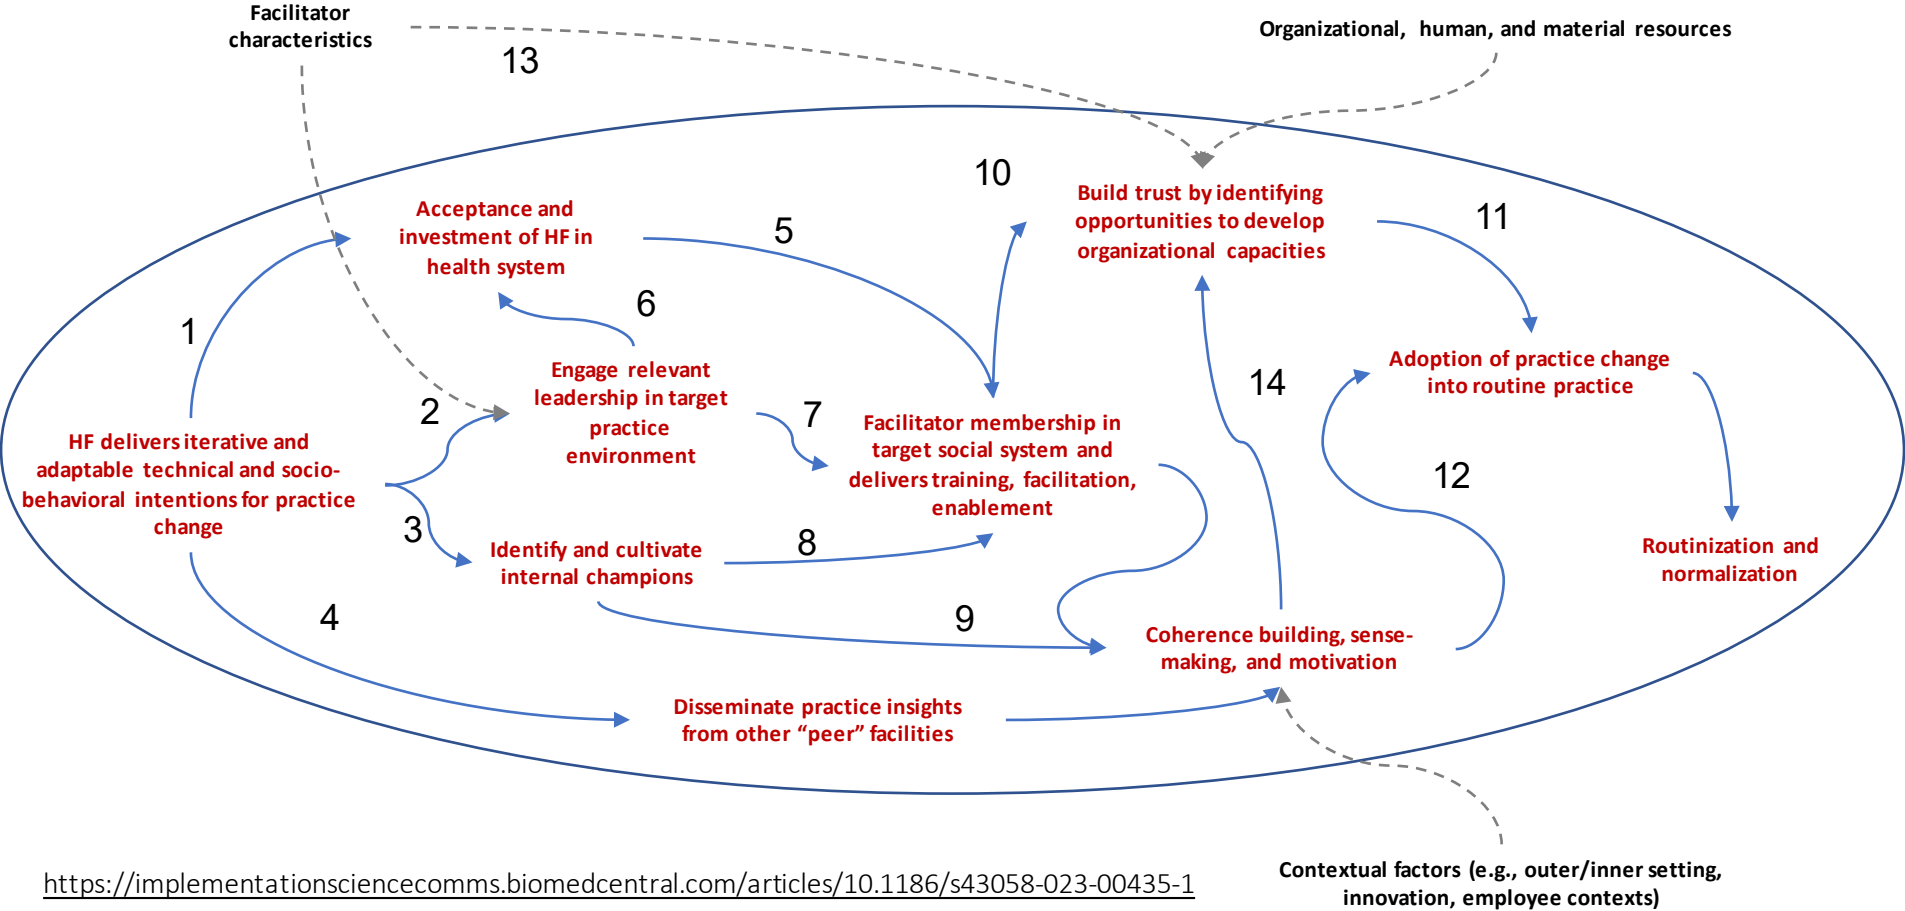 Facilitator
characteristics
Organizational, human, and material resources
13
10
Build trust by identifying
opportunities to develop
organizational capacities
11
Acceptance and
investment of HF in
health system
5
6
1
Engage relevant
leadership in target
practice
environment
2
7
14
Adoption of practice change
into routine practice
HF delivers iterative and
adaptable technical and socio-
behavioral intentions for practice
change
Facilitator membership in
target social system and
delivers training, facilitation,
enablement
12
3
Identify and cultivate
internal champions
8
Routinization and
normalization
4
9
Coherence building, sense-
making, and motivation
Disseminate practice insights
from other “peer” facilities
Contextual factors (e.g., outer/inner setting,
innovation, employee contexts)
https://implementationsciencecomms.biomedcentral.com/articles/10.1186/s43058-023-00435-1